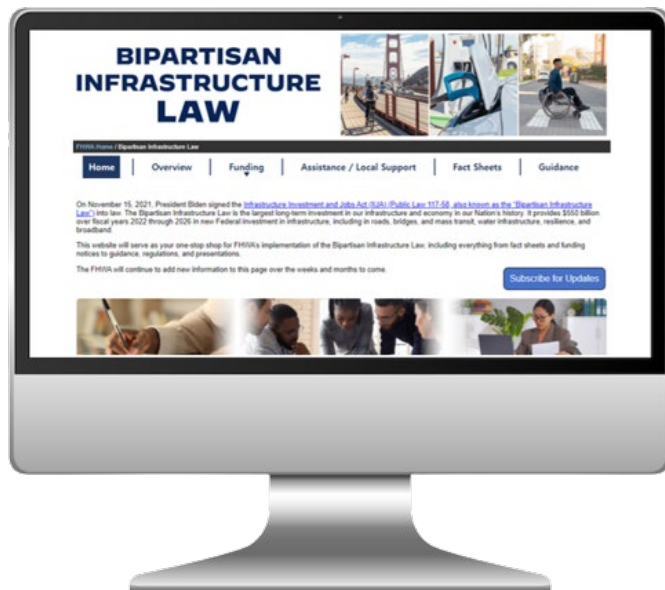 BIPARTISAN
INFRASTRUCTURE
LAW
FHWA Home / Bipartisan Infrastructure Law
Home Overview Funding Assistance / Local Support Fact Sheets Guidance
On November 15, 2021, President Biden signed the Infrastructure Investment and Jobs Act (IIJA) (Public Law 117-58, also known as the "Bipartisan Infrastructure
Law") into law. The Bipartisan Infrastructure Law is the largest long-term investment in our infrastructure and economy in our Nation's history. It provides $550 billion
over fiscal years 2022 through 2026 in new Federal investment in infrastructure, including in roads, bridges, and mass transit, water infrastructure, resilience, and
broadband.
This website will serve as your one-stop shop for FHWA's implementation of the Bipartisan Infrastructure Law, including everything from fact sheets and funding
notices to guidance, regulations, and presentations.
The FHWA will continue to add new information to this page over the weeks and months to come.
Subscribe for Updates